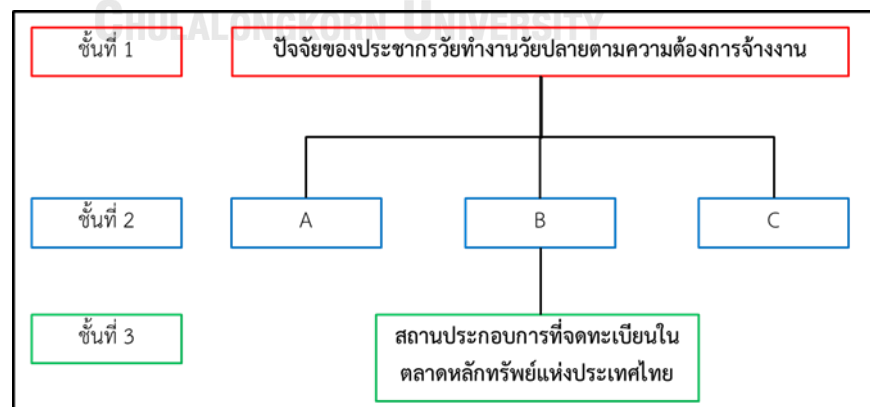 CHULALONGKORN UNIVERSITY
ชั้นที่ 1
ปัจจัยของประชากรวัยทำงานวัยปลายตามความต้องการจ้างงาน
ชั้นที่ 2
A
B
C
ชั้นที่ 3
สถานประกอบการที่จดทะเบียนใน
ตลาดหลักทรัพย์แห่งประเทศไทย